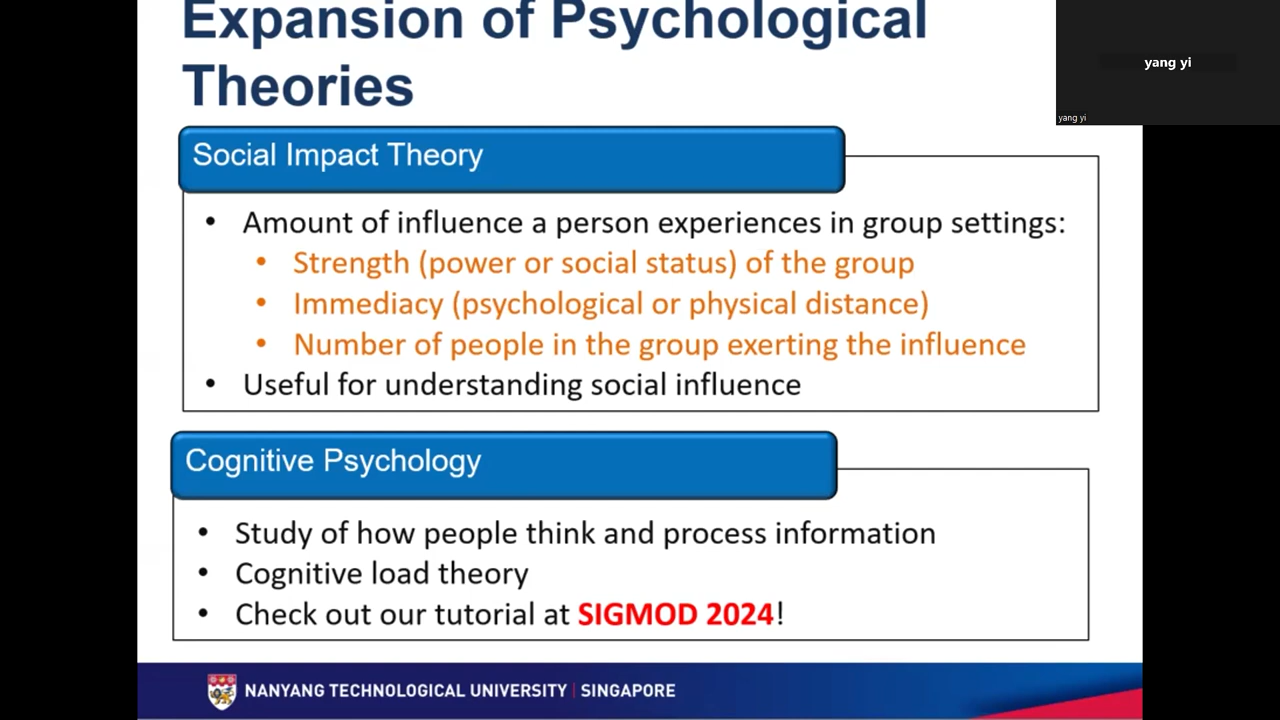 Expansion of Psychological
Theories
yang yi
yang yi
Social Impact Theory
• Amount of influence a person experiences in group settings:
• Strength (power or social status) of the group
• Immediacy (psychological or physical distance)
• Number of people in the group exerting the influence
• Useful for understanding social influence
Cognitive Psychology
• Study of how people think and process information
• Cognitive load theory
• Check out our tutorial at SIGMOD 2024!
NANYANG TECHNOLOGICAL UNIVERSITY | SINGAPORE